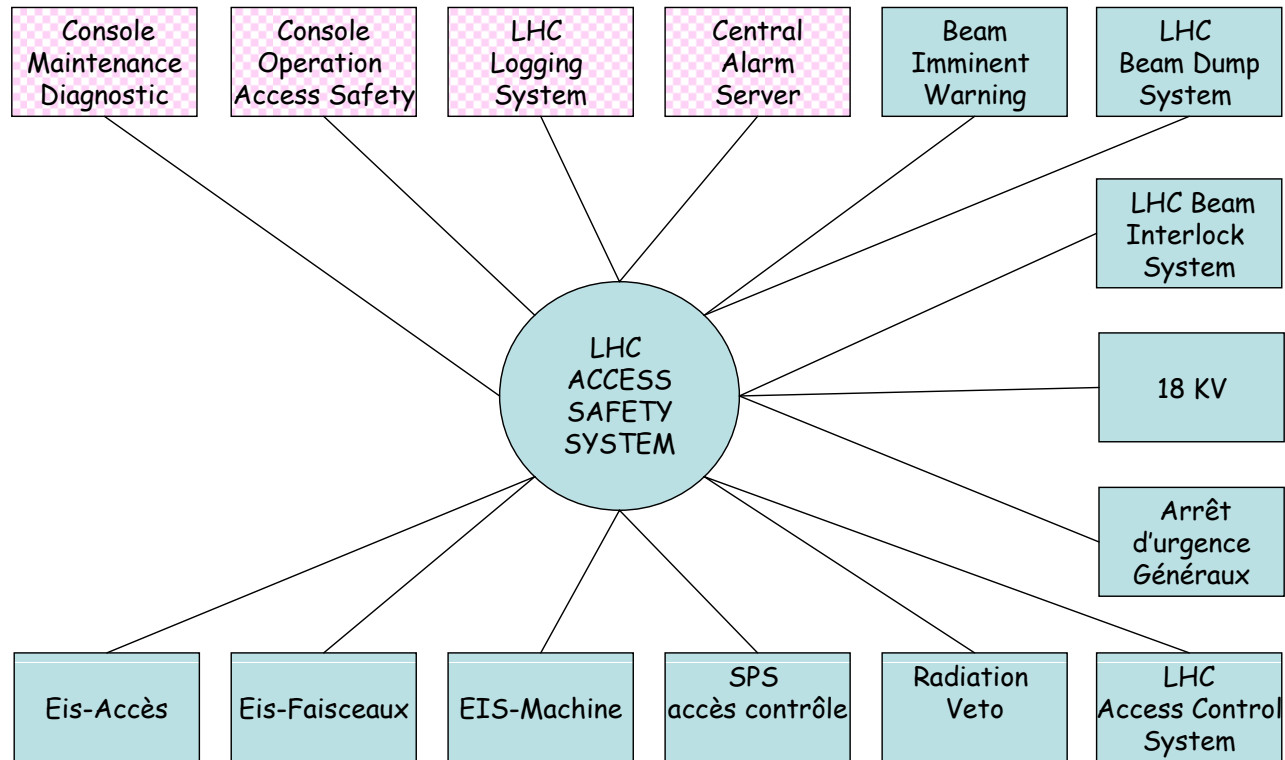 Console
Maintenance
Diagnostic
Console
Operation
Access Safety
LHC
Logging
System
Central
Alarm
Server
Beam
Imminent
Warning
LHC
Beam Dump
System
LHC Beam
Interlock
System
LHC
ACCESS
SAFETY
SYSTEM
18 KV
Arrêt
d'urgence
Généraux
Eis-Accès
Eis-Faisceaux
EIS-Machine
SPS
accès contrôle
Radiation
Veto
LHC
Access Control
System